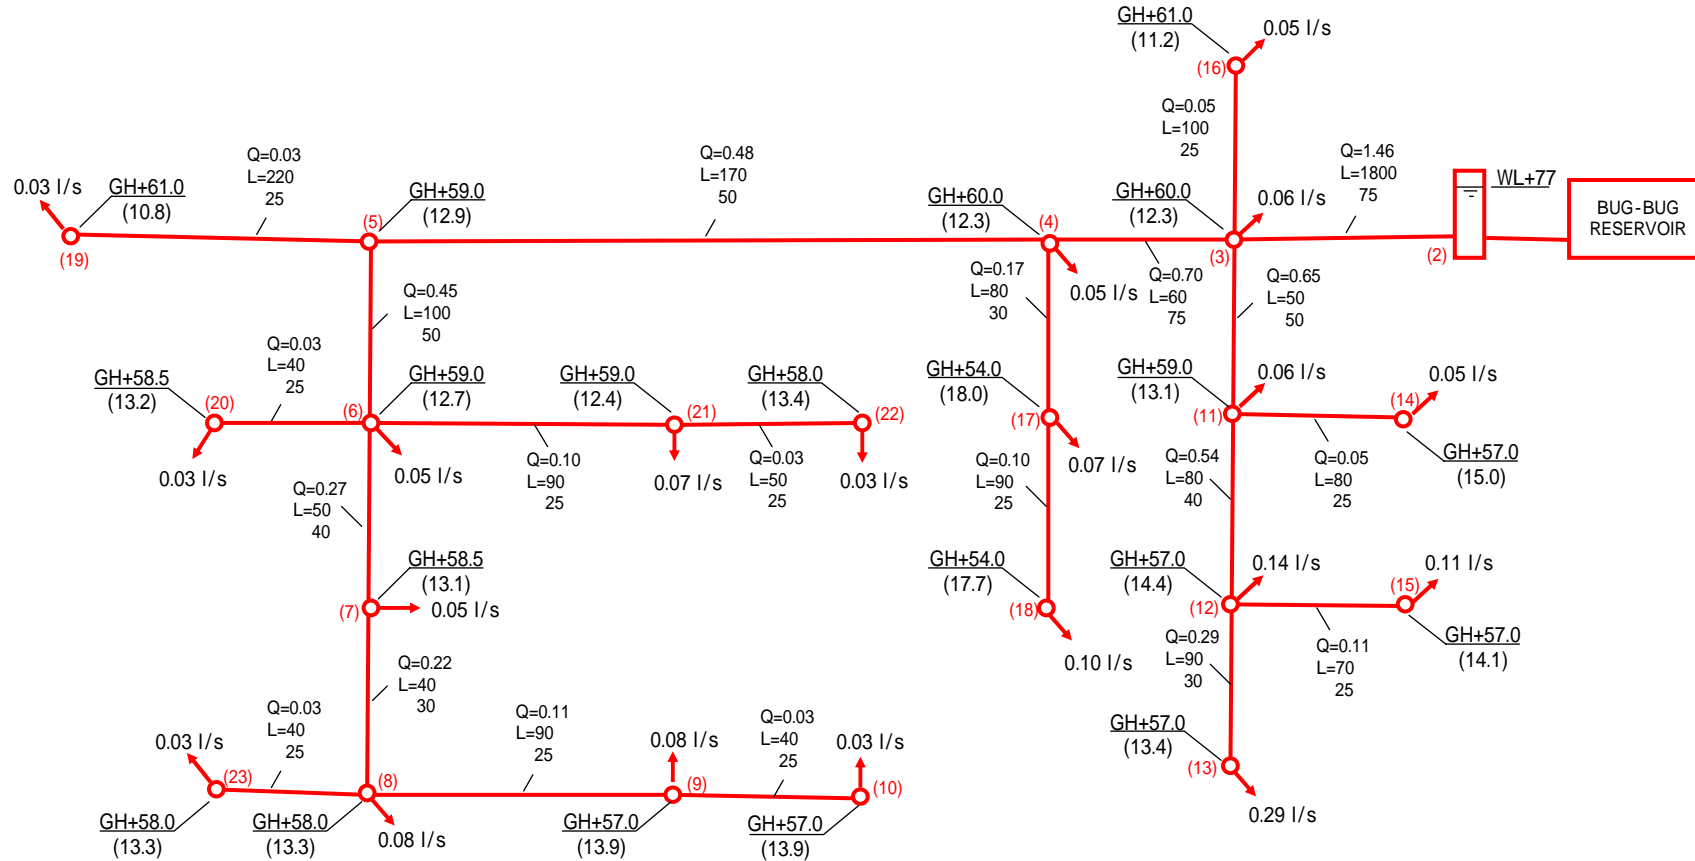 GH+61.0
(11.2)
0.05 l/s
(16)
Q=0.05
L=100
25
Q=0.03
L=220
25
Q=0.48
L=170
50
Q=1.46
L=1800
75
WL+77
BUG-BUG
RESERVOIR
0.03 l/s
GH+61.0
(10.8)
GH+59.0
(12.9)
GH+60.0
(12.3)
GH+60.0
(12.3)
0.06 l/s
(19)
(5)
(4)
(3)
(2)
Q=0.45
L=100
50
Q=0.17
L=80
30
0.05 l/s
Q=0.70
L=60
75
Q=0.65
L=50
50
Q=0.03
L=40
25
GH+58.5
(13.2)
GH+59.0
(12.7)
GH+59.0
(12.4)
GH+58.0
(13.4)
GH+54.0
(18.0)
GH+59.0
(13.1)
0.06 l/s
0.05 l/s
(20)
(6)
(21)
(22)
(17)
(11)
(14)
0.03 l/s
0.05 l/s
Q=0.10
L=90
25
0.07 l/s
Q=0.03
L=50
25
0.03 l/s
Q=0.10
L=90
25
0.07 l/s
Q=0.54
L=80
40
Q=0.05
L=80
25
GH+57.0
(15.0)
Q=0.27
L=50
40
GH+58.5
(13.1)
(7)
0.05 l/s
GH+54.0
(17.7)
(18)
0.10 l/s
GH+57.0
(14.4)
0.14 l/s
(12)
(15)
0.11 l/s
GH+57.0
(14.1)
Q=0.29
L=90
30
Q=0.11
L=70
25
Q=0.22
L=40
30
Q=0.03
L=40
25
Q=0.11
L=90
25
Q=0.03
L=40
25
0.03 l/s
0.08 l/s
0.03 l/s
GH+57.0
(13.4)
(13)
0.29 l/s
(23)
(8)
(9)
(10)
GH+58.0
(13.3)
GH+58.0
(13.3)
0.08 l/s
GH+57.0
(13.9)
GH+57.0
(13.9)